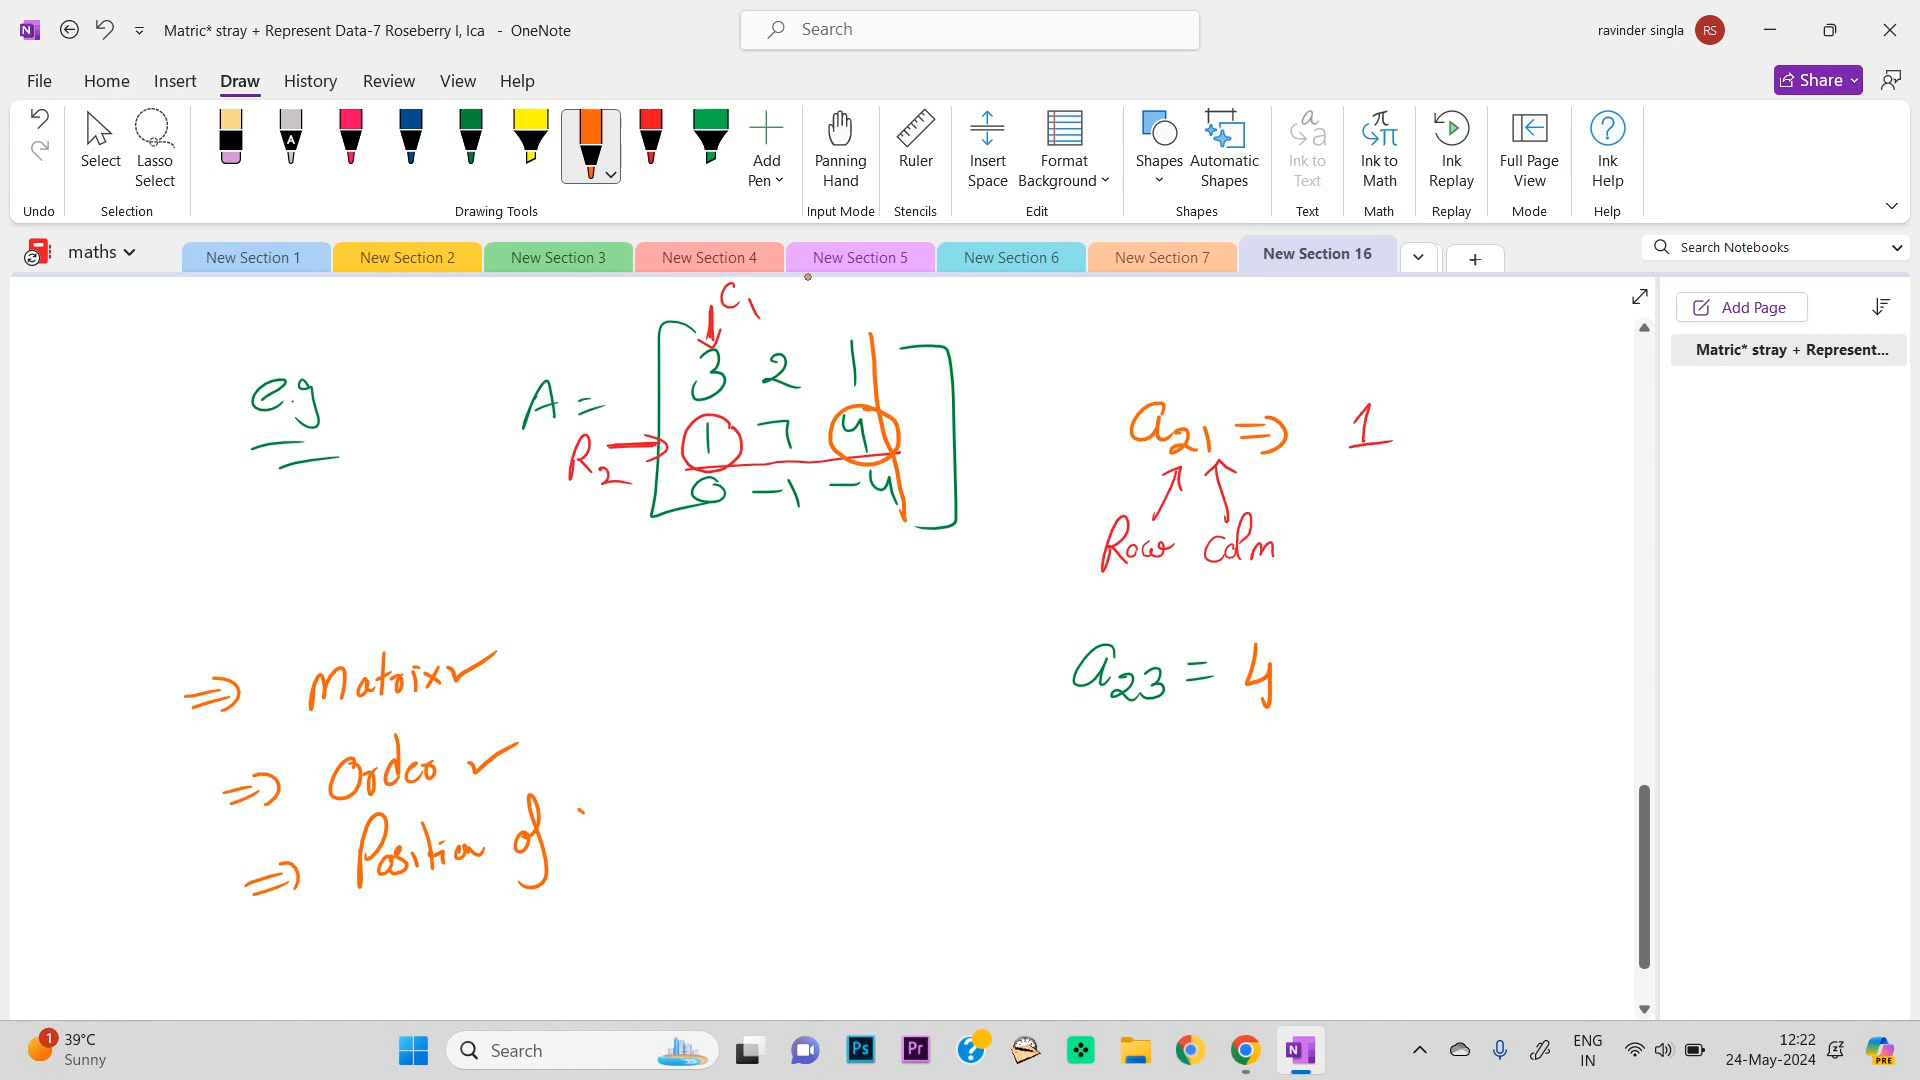 Matric* stray + Represent Data-7 Roseberry I, Ica - OneNote
Search
ravinder singla RS
File Home Insert Draw History Review View Help
Share
Undo
Select
Lasso Select
Selection
Drawing Tools
Add Pen
Panning Hand
Input Mode
Ruler
Stencils
Insert Space
Format Background
Edit
Shapes
Automatic Shapes
Shapes
Ink to Text
Text
Ink to Math
Math
Ink Replay
Replay
Full Page View
Mode
Ink Help
Help
maths
New Section 1 New Section 2 New Section 3 New Section 4 New Section 5 New Section 6 New Section 7 New Section 16
Search Notebooks
Add Page
Matric* stray + Represent...
C1
e.g
A =
3 2 1
R2 1 7 4
0 -1 -4
a21 ⇒ 1
Row Colm
a23 = 4
⇒ Matrix ✓
⇒ Order ✓
⇒ Position of
1
39°C
Sunny
Search
Ps
Pr
ENG
IN
12:22
24-May-2024
PRE